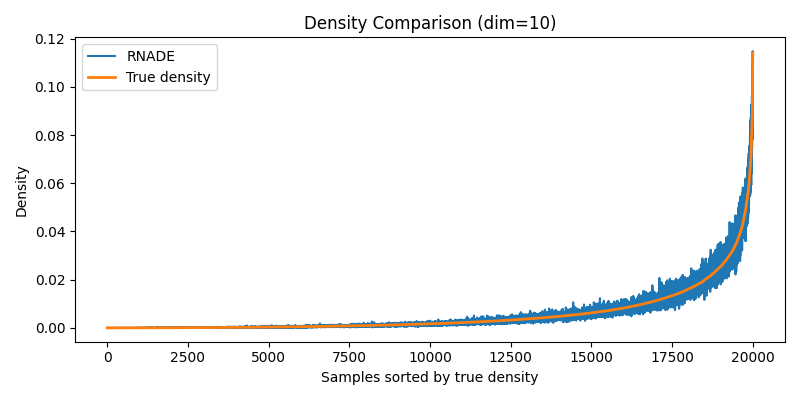 Density Comparison (dim=10)
RNADE
True density
Density
0.12
0.10
0.08
0.06
0.04
0.02
0.00
0 2500 5000 7500 10000 12500 15000 17500 20000
Samples sorted by true density